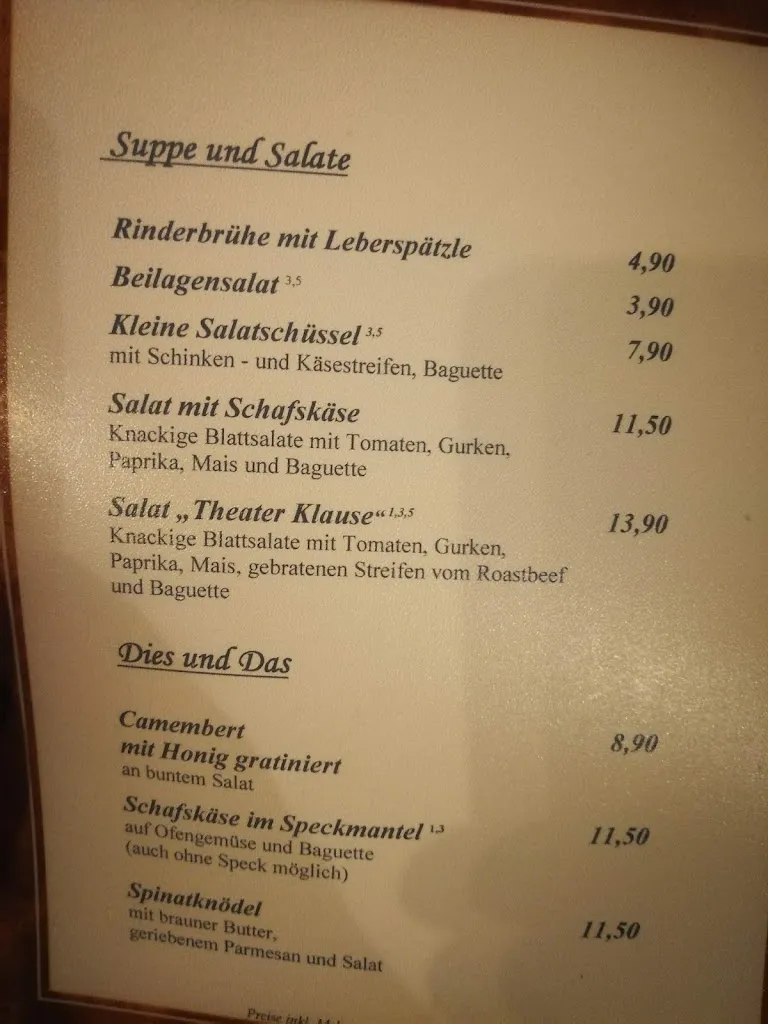 Suppe und Salate
Rinderbrühe mit Leberspätzle 4,90
Beilagensalat 3,5 3,90
Kleine Salatschüssel 3,5 7,90
mit Schinken - und Käsestreifen, Baguette
Salat mit Schafskäse 11,50
Knackige Blattsalate mit Tomaten, Gurken,
Paprika, Mais und Baguette
Salat „Theater Klause“ 1,3,5 13,90
Knackige Blattsalate mit Tomaten, Gurken,
Paprika, Mais, gebratenen Streifen vom Roastbeef
und Baguette
Dies und Das
Camembert
mit Honig gratiniert 8,90
an buntem Salat
Schafskäse im Speckmantel 1,3 11,50
auf Ofengemüse und Baguette
(auch ohne Speck möglich)
Spinatknödel 11,50
mit brauner Butter,
geriebenem Parmesan und Salat
Preise inkl.